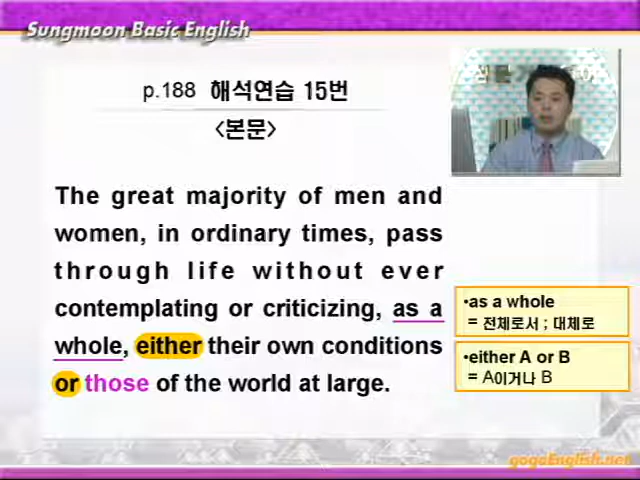 Sungmoon Basic English
p.188 해석연습 15번
<본문>
The great majority of men and
women, in ordinary times, pass
through life without ever
contemplating or criticizing, as a
whole, either their own conditions
or those of the world at large.
•as a whole
= 전체로서 ; 대체로
•either A or B
= A이거나 B
gogoEnglish.net